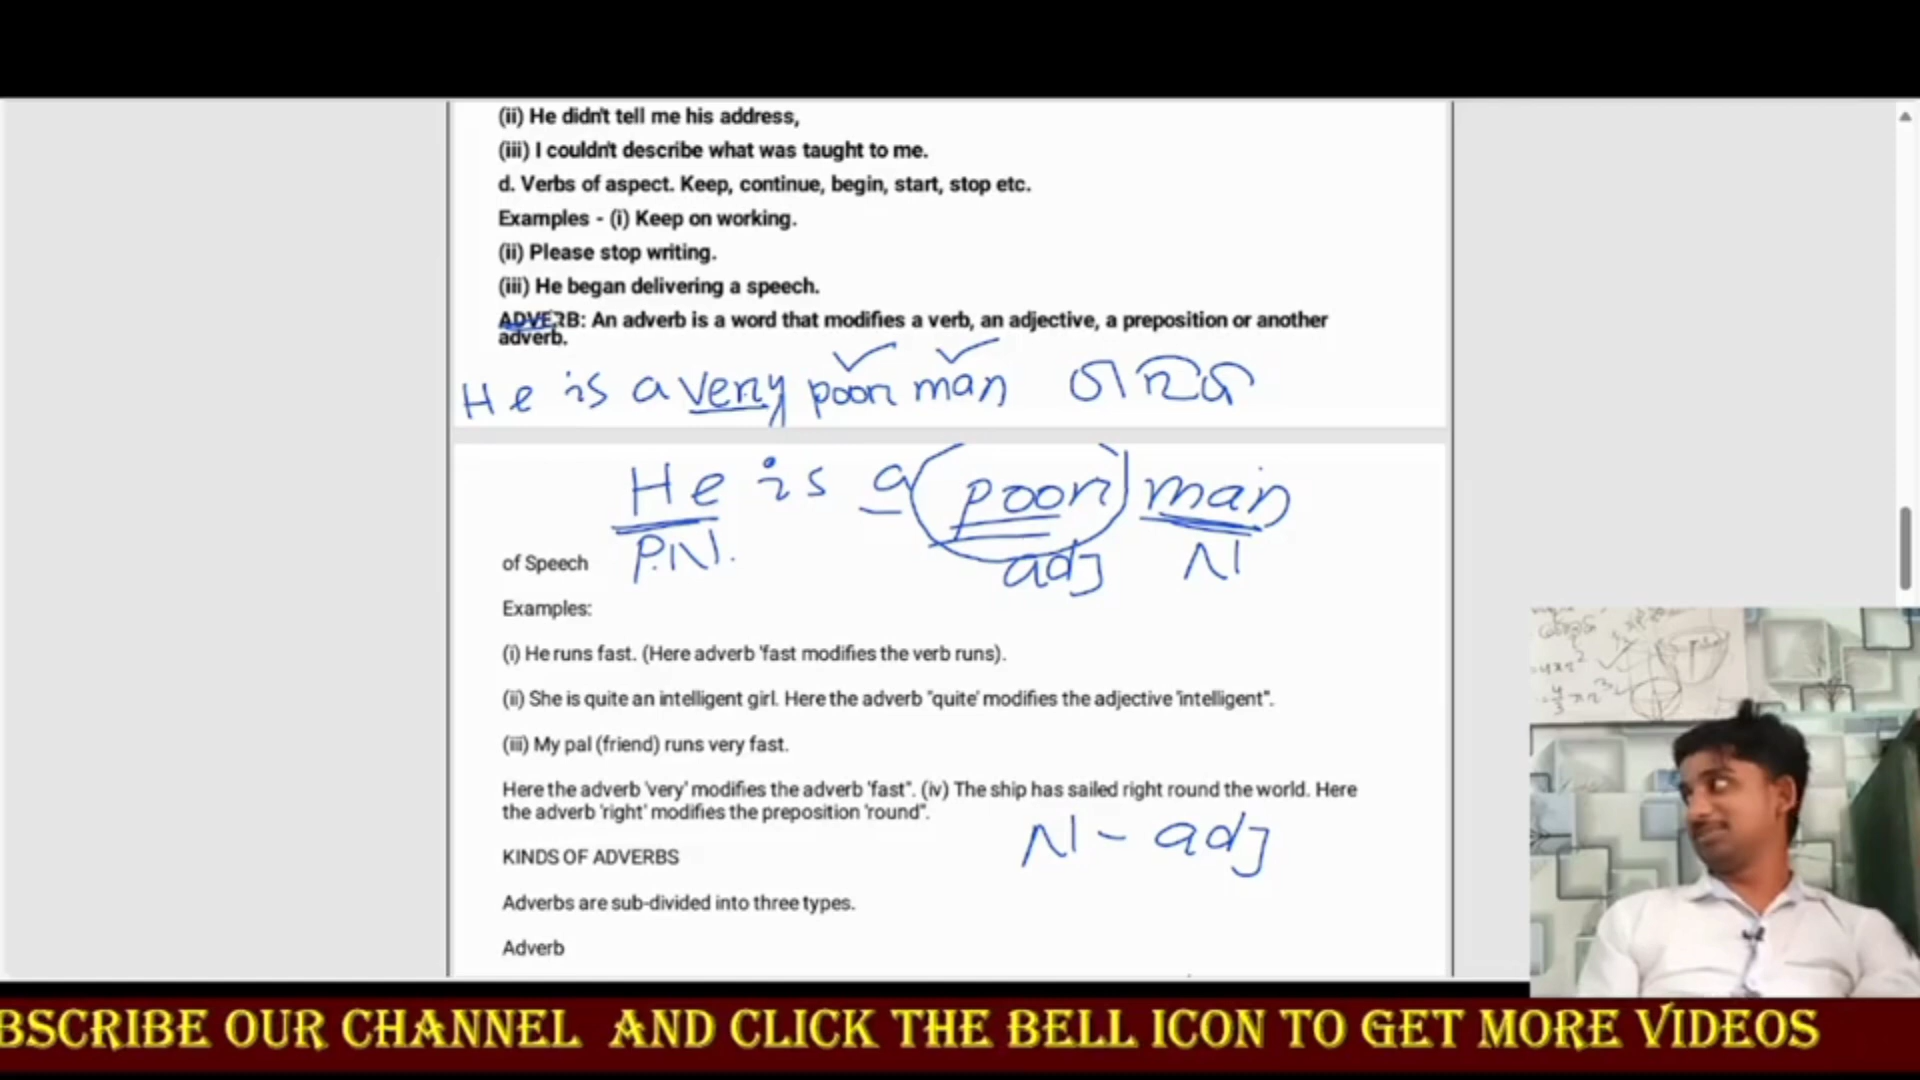 (ii) He didn't tell me his address,
(iii) I couldn't describe what was taught to me.
d. Verbs of aspect. Keep, continue, begin, start, stop etc.
Examples - (i) Keep on working.
(ii) Please stop writing.
(iii) He began delivering a speech.
ADVERB: An adverb is a word that modifies a verb, an adjective, a preposition or another
adverb.
He is a very poor man
He is a poor man
P.N. adj N
of Speech
Examples:
(i) He runs fast. (Here adverb 'fast modifies the verb runs).
(ii) She is quite an intelligent girl. Here the adverb "quite' modifies the adjective 'intelligent".
(iii) My pal (friend) runs very fast.
Here the adverb 'very' modifies the adverb 'fast". (iv) The ship has sailed right round the world. Here
the adverb 'right' modifies the preposition 'round".
N - adj
KINDS OF ADVERBS
Adverbs are sub-divided into three types.
Adverb
BSCRIBE OUR CHANNEL AND CLICK THE BELL ICON TO GET MORE VIDEOS